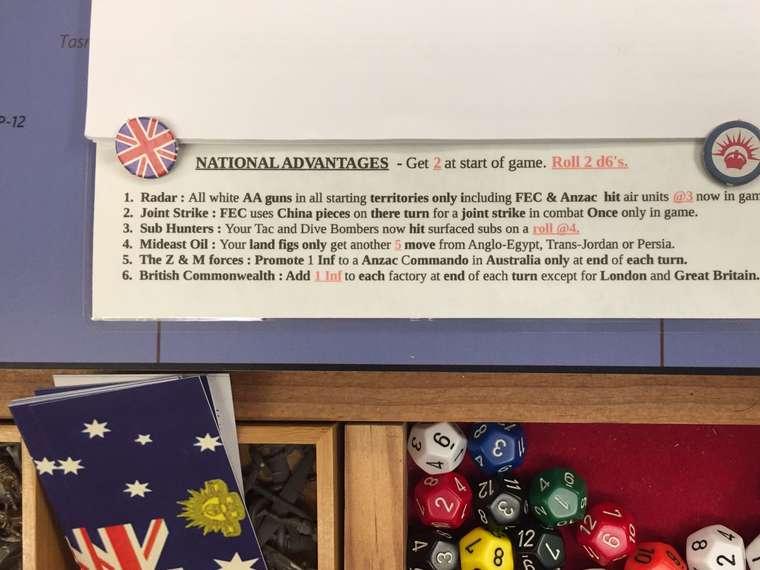 P-12
NATIONAL ADVANTAGES - Get 2 at start of game. Roll 2 d6's.
1. Radar : All white AA guns in all starting territories only including FEC & Anzac hit air units @3 now in gam
2. Joint Strike : FEC uses China pieces on there turn for a joint strike in combat Once only in game.
3. Sub Hunters : Your Tac and Dive Bombers now hit surfaced subs on a roll @4.
4. Mideast Oil : Your land figs only get another 5 move from Anglo-Egypt, Trans-Jordan or Persia.
5. The Z & M forces : Promote 1 Inf to a Anzac Commando in Australia only at end of each turn.
6. British Commonwealth : Add 1 Inf to each factory at end of each turn except for London and Great Britain.